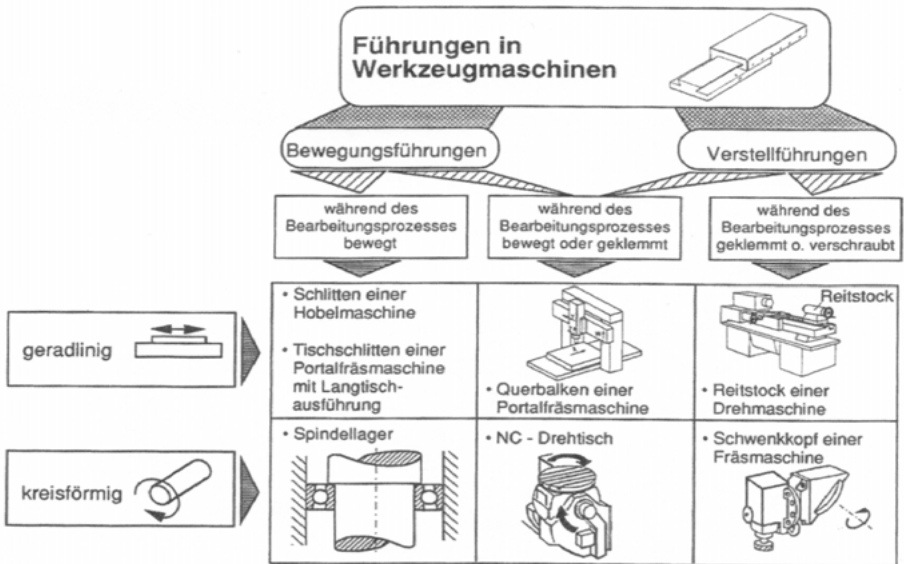 Führungen in
Werkzeugmaschinen
Bewegungsführungen
Verstellführungen
während des
Bearbeitungsprozesses
bewegt
während des
Bearbeitungsprozesses
bewegt oder geklemmt
während des
Bearbeitungsprozesses
geklemmt o. verschraubt
geradlinig
• Schlitten einer
Hobelmaschine
• Tischschlitten einer
Portalfräsmaschine
mit Langtisch-
ausführung
• Querbalken einer
Portalfräsmaschine
Reitstock
• Reitstock einer
Drehmaschine
kreisförmig
• Spindellager
• NC - Drehtisch
• Schwenkkopf einer
Fräsmaschine